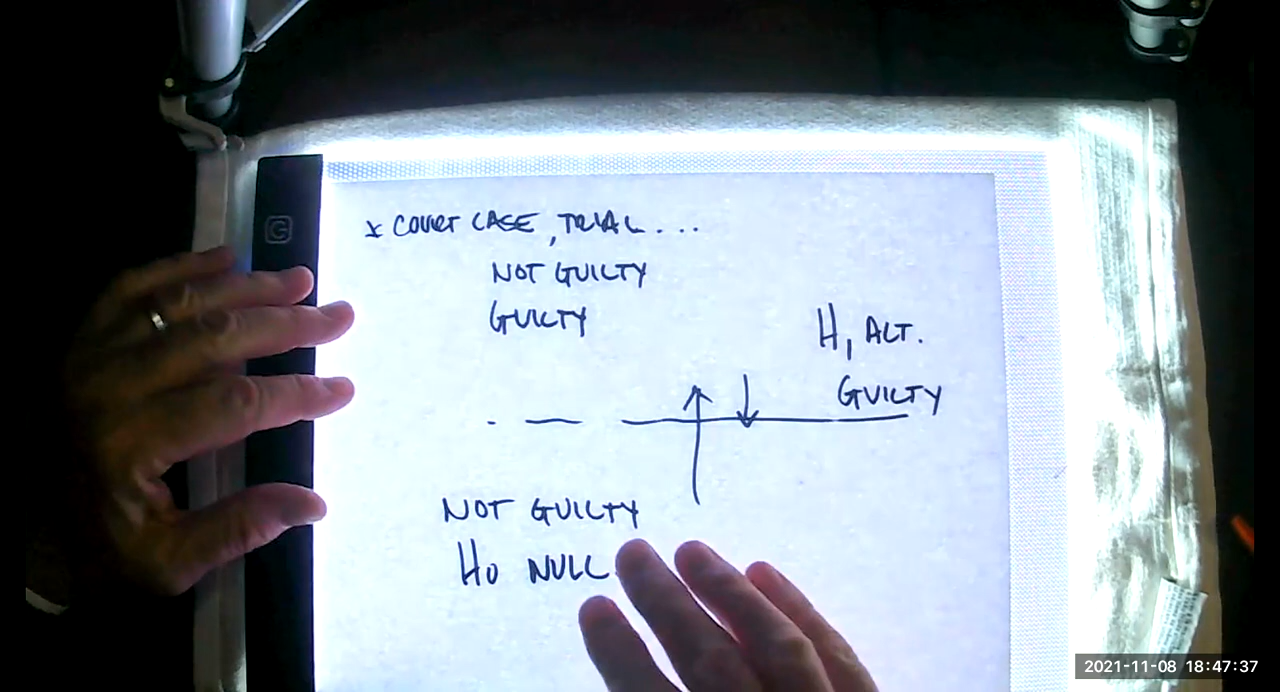 * COURT CASE, TRIAL...
NOT GUILTY
GUILTY
H1 ALT.
GUILTY
NOT GUILTY
H0 NULL
2021-11-08 18:47:37